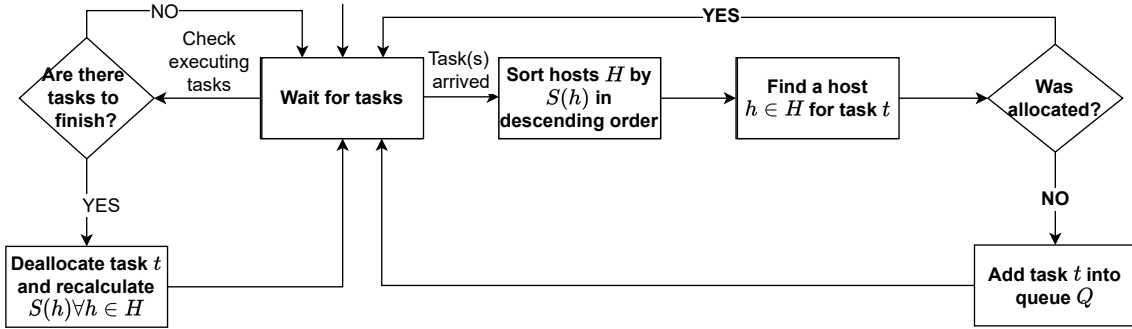 NO
YES
Check
executing
tasks
Are there
tasks to
finish?
Wait for tasks
Task(s)
arrived
Sort hosts H by
S(h) in
descending order
Find a host
h ∈ H for task t
Was
allocated?
YES
NO
Deallocate task t
and recalculate
S(h)∀h ∈ H
Add task t into
queue Q